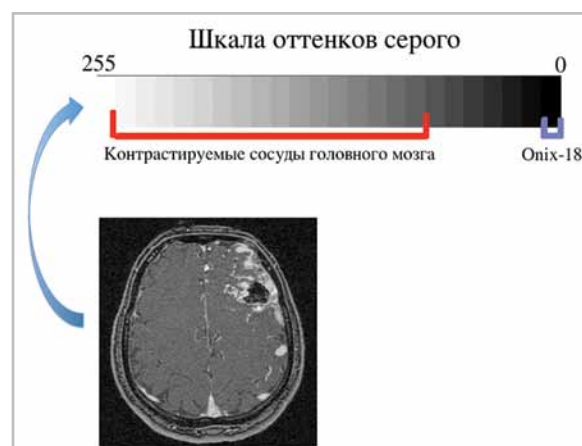 Шкала оттенков серого
255 0
Контрастируемые сосуды головного мозга Onix-18